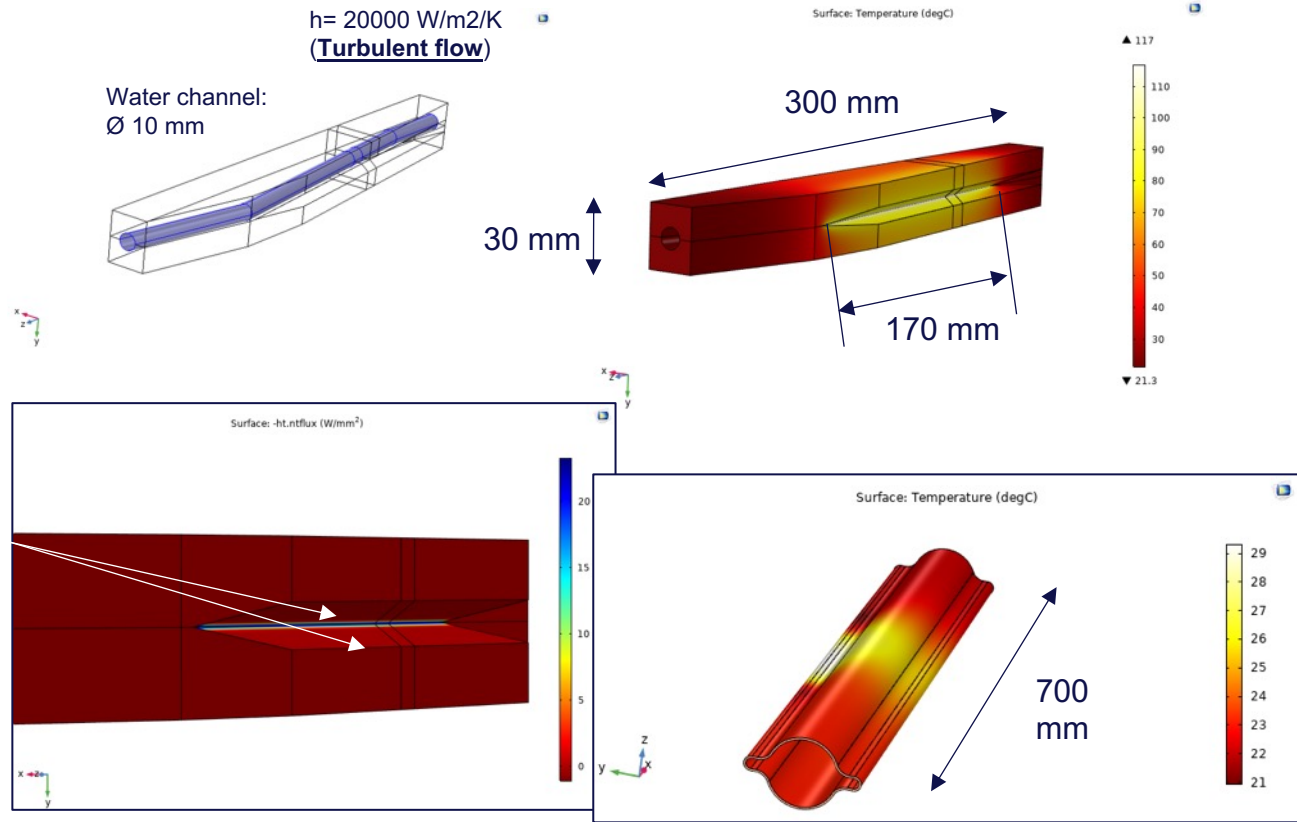 h= 20000 W/m2/K
(Turbulent flow)
Water channel:
Ø 10 mm
x
z
y
Surface: Temperature (degC)
▲ 117
110
100
90
80
70
60
50
40
30
▼ 21.3
300 mm
30 mm
170 mm
x
z
y
Surface: -ht.ntflux (W/mm²)
20
15
10
5
0
x
z
y
Surface: Temperature (degC)
29
28
27
26
25
24
23
22
21
700
mm
z
y
x